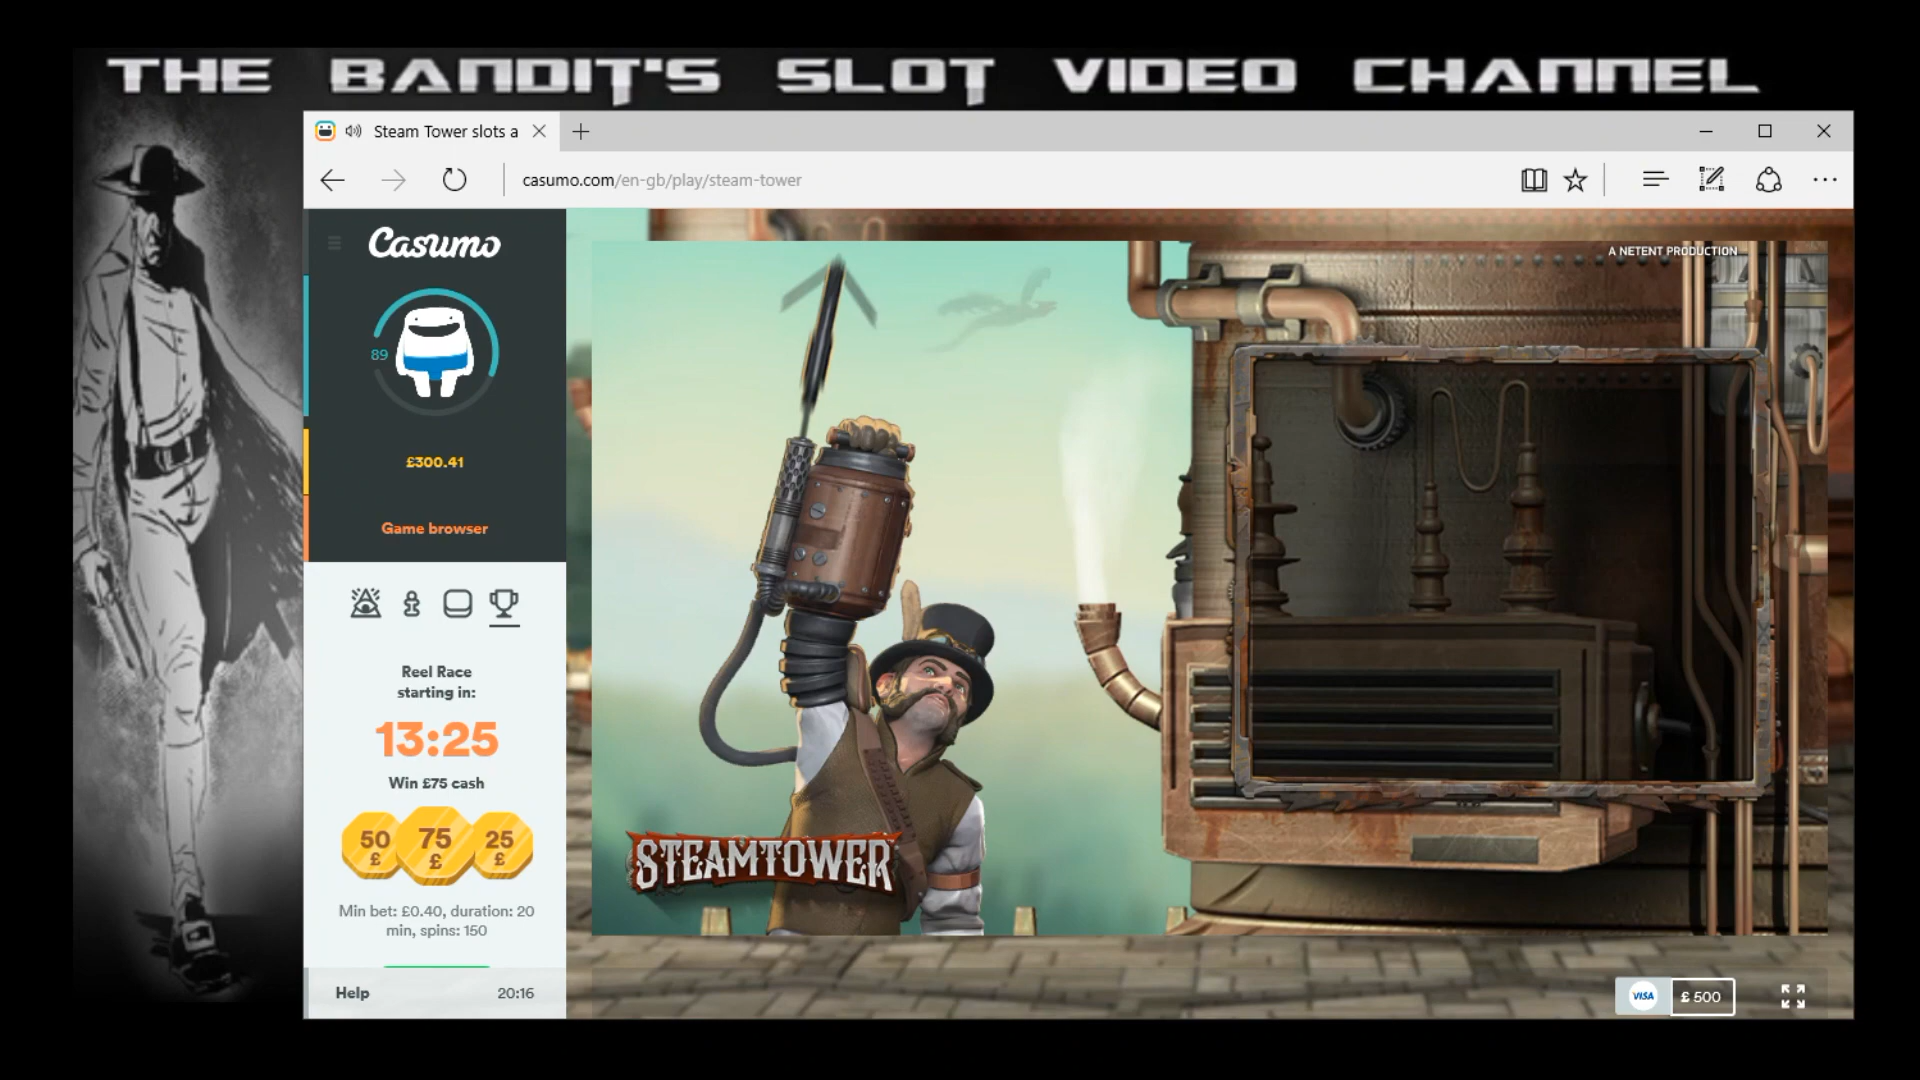 THE BANDIT'S SLOT VIDEO CHANNEL
Steam Tower slots a
casumo.com/en-gb/play/steam-tower
Casumo
A NETENT PRODUCTION
89
£300.41
Game browser
Reel Race
starting in:
13:25
Win £75 cash
50 £
75 £
25 £
STEAMTOWER
Min bet: £0.40, duration: 20
min, spins: 150
Help 20:16
VISA £ 500